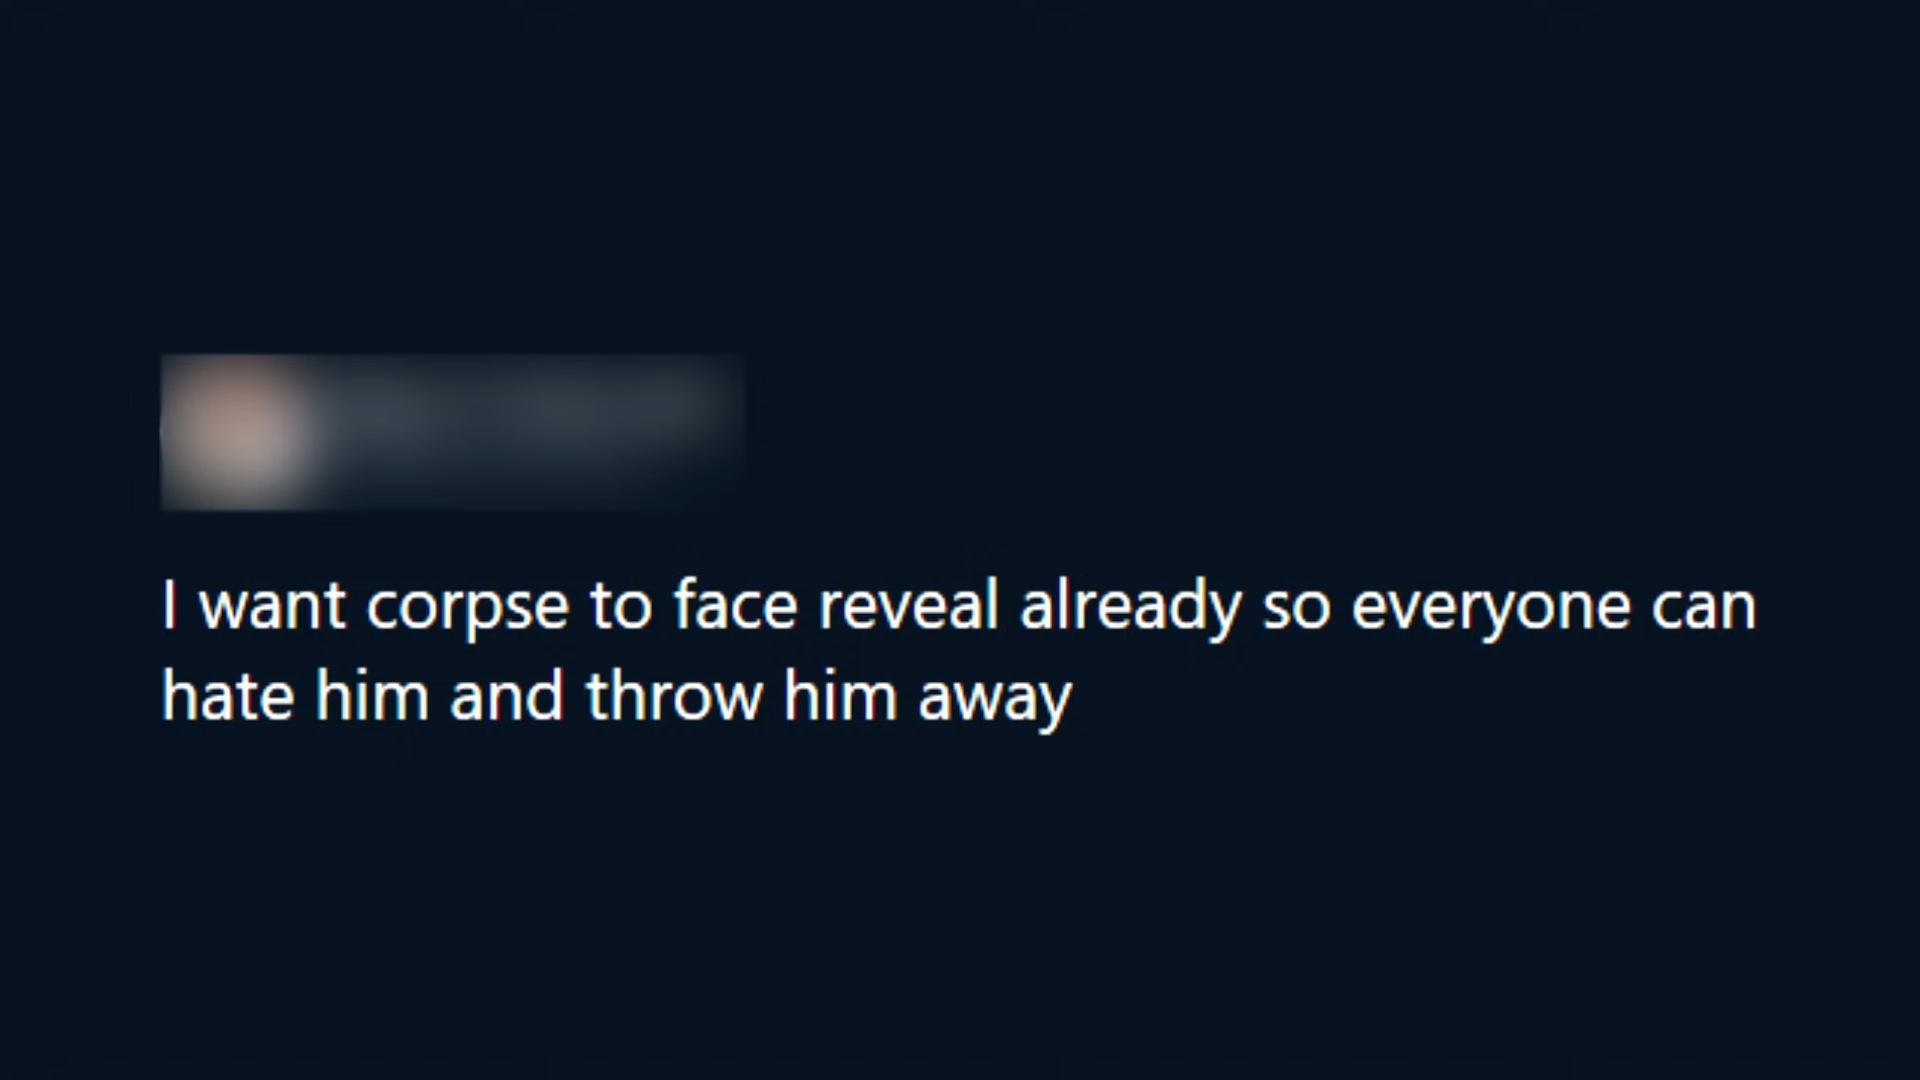 I want corpse to face reveal already so everyone can
hate him and throw him away